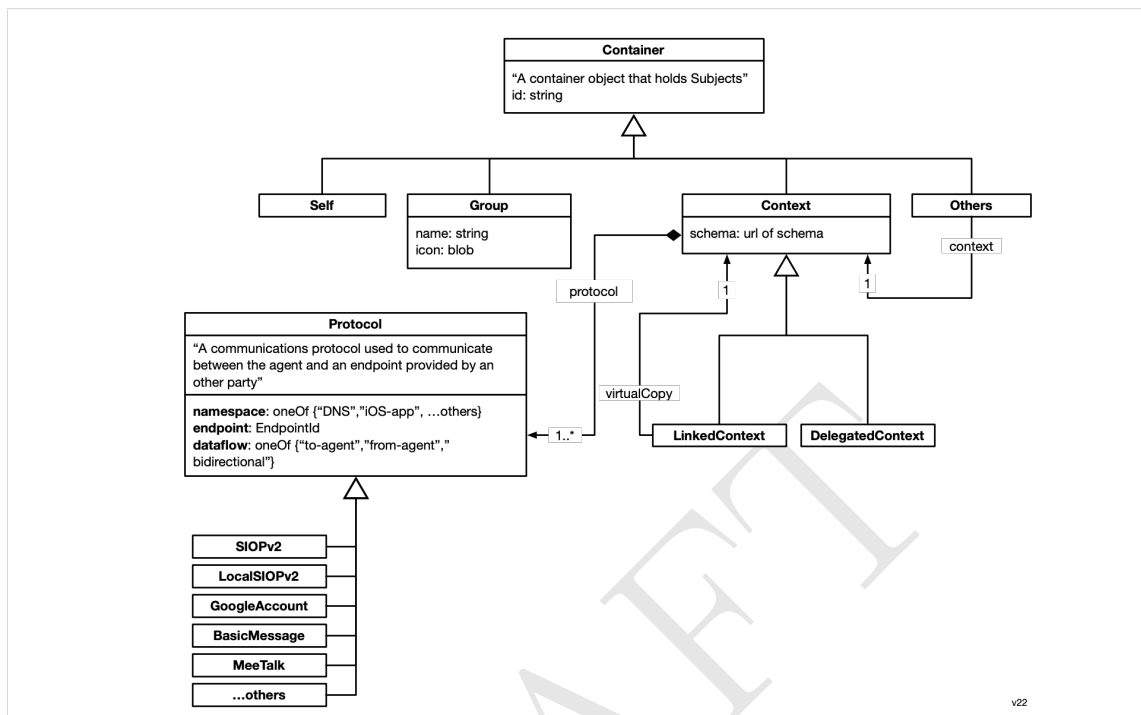 Container
“A container object that holds Subjects”
id: string
Self
Group
name: string
icon: blob
Context
schema: url of schema
Others
context
1
1
protocol
Protocol
“A communications protocol used to communicate
between the agent and an endpoint provided by an
other party”
namespace: oneOf {“DNS”,”iOS-app”, …others}
endpoint: EndpointId
dataflow: oneOf {“to-agent”,”from-agent”,”
bidirectional”}
virtualCopy
1..*
LinkedContext
DelegatedContext
SIOPv2
LocalSIOPv2
GoogleAccount
BasicMessage
MeeTalk
…others
AFT
v22